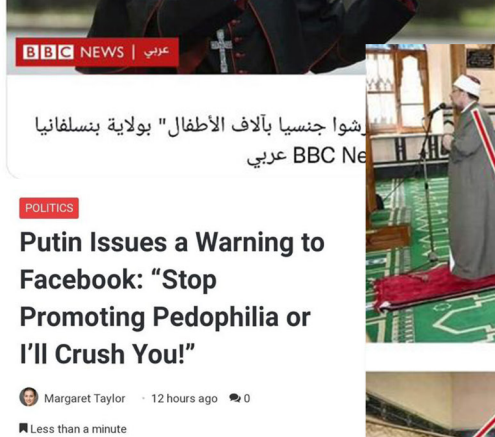 BBC NEWS | عربي
شوا جنسيا بآلاف الأطفال" بولاية بنسلفانيا
BBC Ne عربي
POLITICS
Putin Issues a Warning to
Facebook: “Stop
Promoting Pedophilia or
I’ll Crush You!”
Margaret Taylor · 12 hours ago 0
Less than a minute